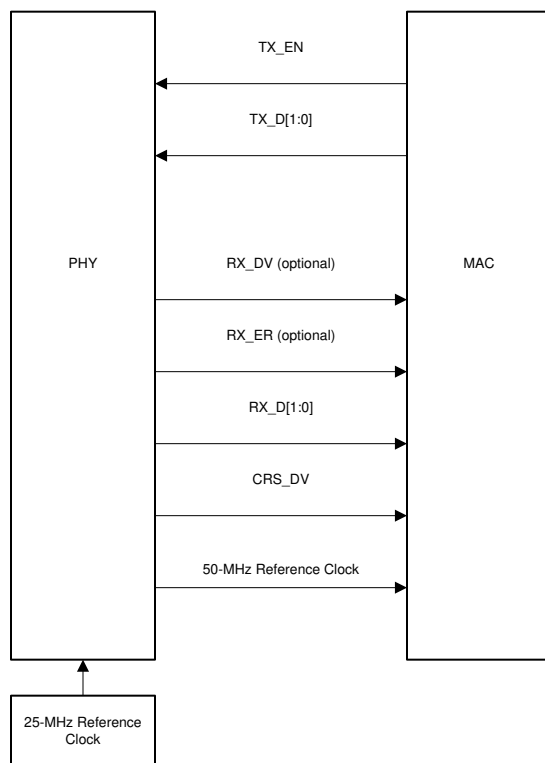 TX_EN
TX_D[1:0]
PHY
RX_DV (optional)
MAC
RX_ER (optional)
RX_D[1:0]
CRS_DV
50-MHz Reference Clock
25-MHz Reference
Clock